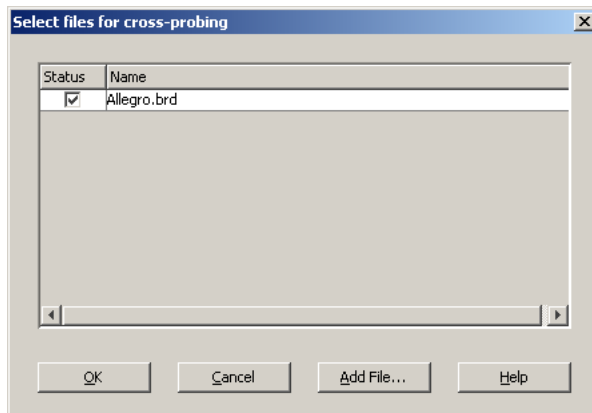 Select files for cross-probing
Status Name
Allegro.brd
OK Cancel Add File... Help